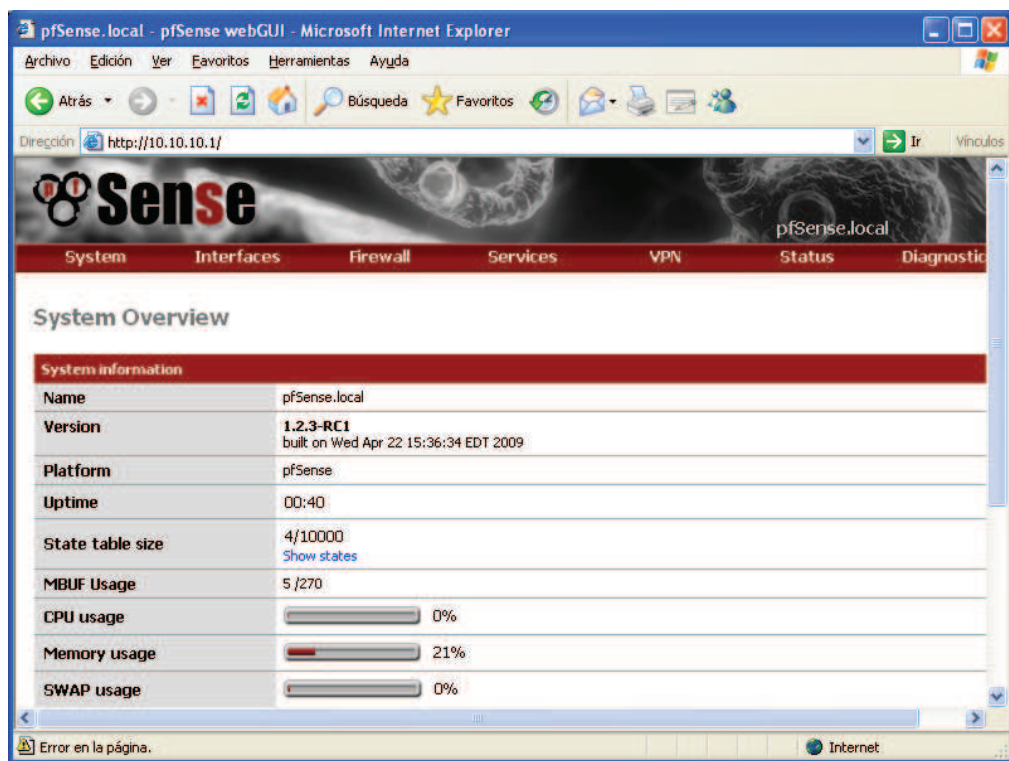 pfSense.local - pfSense webGUI - Microsoft Internet Explorer
Archivo Edición Ver Favoritos Herramientas Ayuda
Atrás Búsqueda Favoritos
Dirección http://10.10.10.1/ Ir Vínculos
Sense
pfSense.local
System Interfaces Firewall Services VPN Status Diagnostic
System Overview
System information
Name pfSense.local
Version 1.2.3-RC1
built on Wed Apr 22 15:36:34 EDT 2009
Platform pfSense
Uptime 00:40
State table size 4/10000
Show states
MBUF Usage 5 /270
CPU usage 0%
Memory usage 21%
SWAP usage 0%
Error en la página. Internet